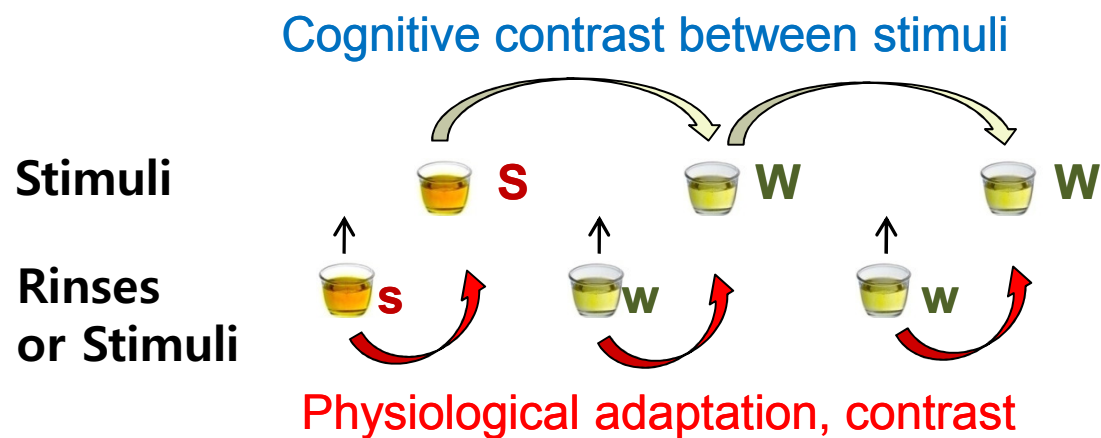 Cognitive contrast between stimuli
Stimuli S W W
Rinses
or Stimuli s w w
Physiological adaptation, contrast